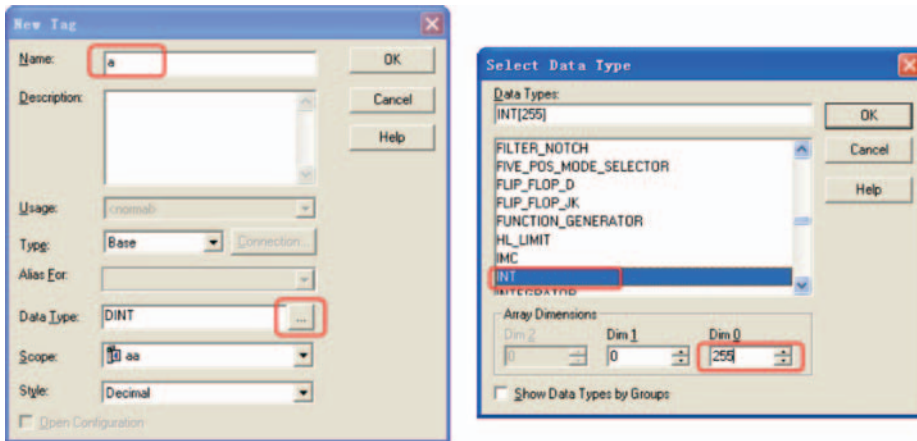 New Tag
Name:
a
OK
Description:
Cancel
Help
Usage:
<normal>
Type:
Base
Connection...
Alias For:
Data Type:
DINT
...
Scope:
aa
Style:
Decimal
Open Configuration
Select Data Type
Data Types:
INT[255]
OK
FILTER_NOTCH
Cancel
FIVE_POS_MODE_SELECTOR
FLIP_FLOP_D
Help
FLIP_FLOP_JK
FUNCTION_GENERATOR
HL_LIMIT
IMC
INT
INTEGRATOR
Array Dimensions
Dim 2 Dim 1 Dim 0
0 0 255
Show Data Types by Groups